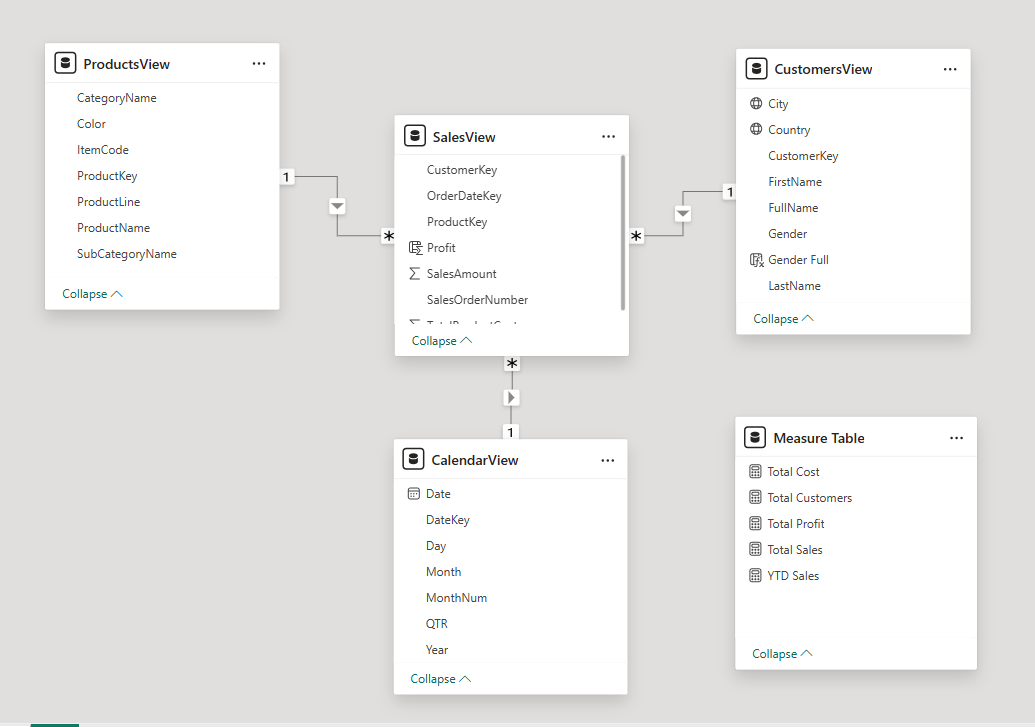 ProductsView
CategoryName
Color
ItemCode
ProductKey
ProductLine
ProductName
SubCategoryName
Collapse
1
*
SalesView
CustomerKey
OrderDateKey
ProductKey
Profit
SalesAmount
SalesOrderNumber
Collapse
*
1
CustomersView
City
Country
CustomerKey
FirstName
FullName
Gender
Gender Full
LastName
Collapse
*
1
CalendarView
Date
DateKey
Day
Month
MonthNum
QTR
Year
Collapse
Measure Table
Total Cost
Total Customers
Total Profit
Total Sales
YTD Sales
Collapse